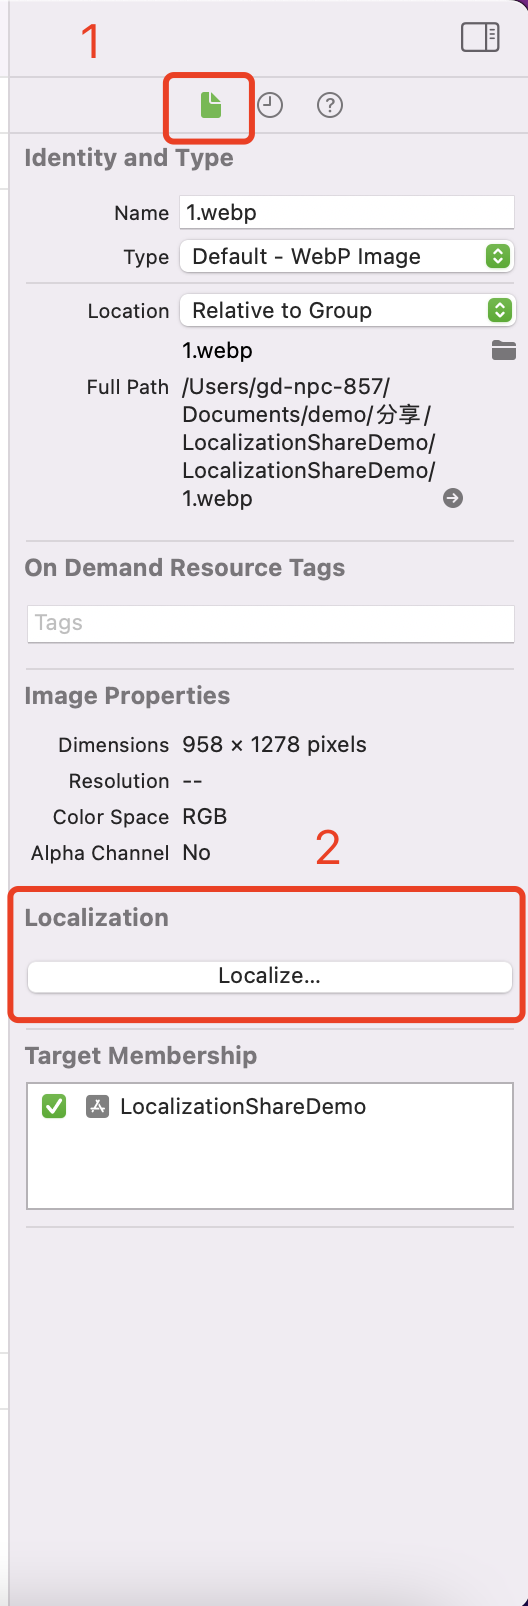 1
Identity and Type
Name 1.webp
Type Default - WebP Image
Location Relative to Group
1.webp
Full Path /Users/gd-npc-857/
Documents/demo/分享/
LocalizationShareDemo/
LocalizationShareDemo/
1.webp
On Demand Resource Tags
Tags
Image Properties
Dimensions 958 × 1278 pixels
Resolution --
Color Space RGB
Alpha Channel No
2
Localization
Localize...
Target Membership
LocalizationShareDemo